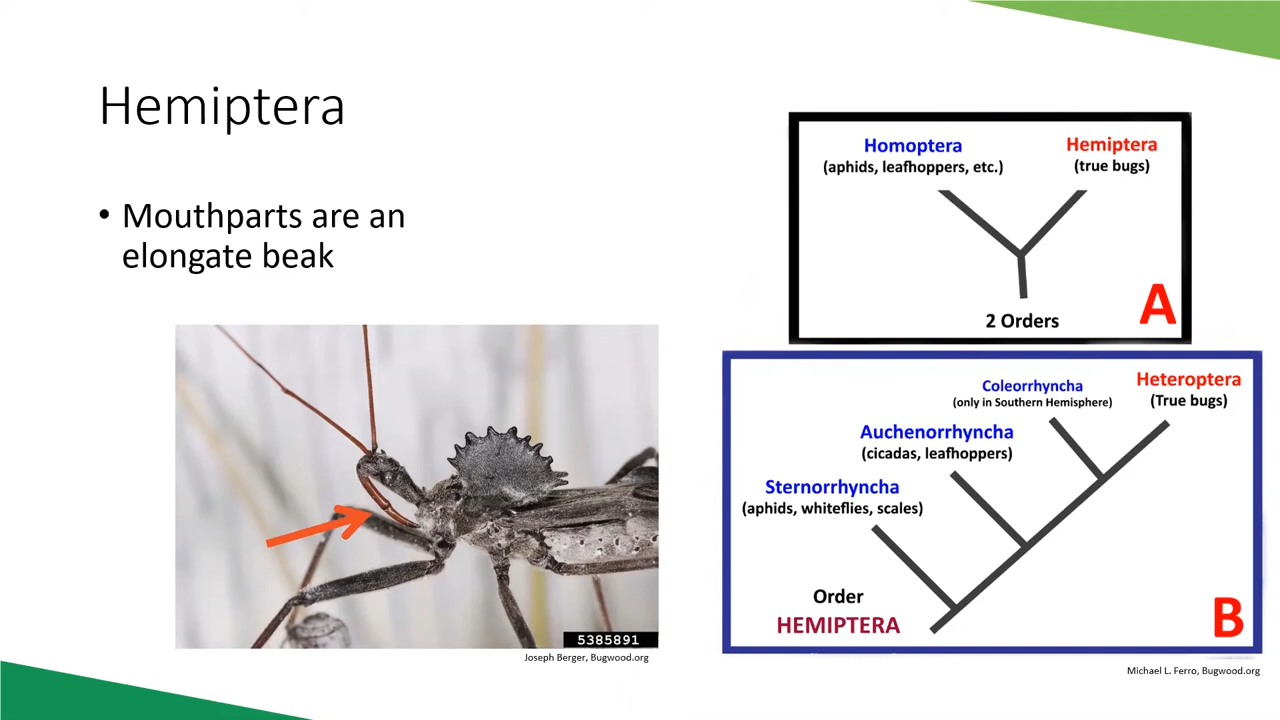 Hemiptera
• Mouthparts are an
elongate beak
5385891
Joseph Berger, Bugwood.org
Homoptera
(aphids, leafhoppers, etc.)
Hemiptera
(true bugs)
2 Orders
A
Coleorrhyncha
(only in Southern Hemisphere)
Heteroptera
(True bugs)
Auchenorrhyncha
(cicadas, leafhoppers)
Sternorrhyncha
(aphids, whiteflies, scales)
Order
HEMIPTERA
B
Michael L. Ferro, Bugwood.org